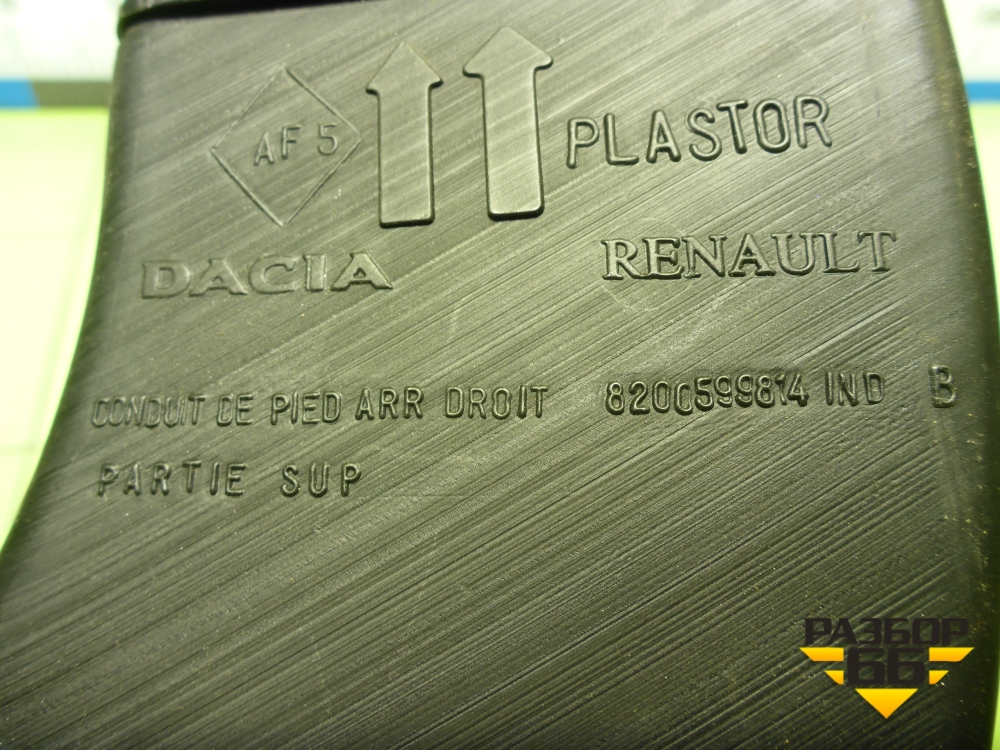 AF 5
PLASTOR
DACIA RENAULT
CONDUIT DE PIED ARR DROIT 8200599814 IND B
PARTIE SUP
РАЗБОР
66